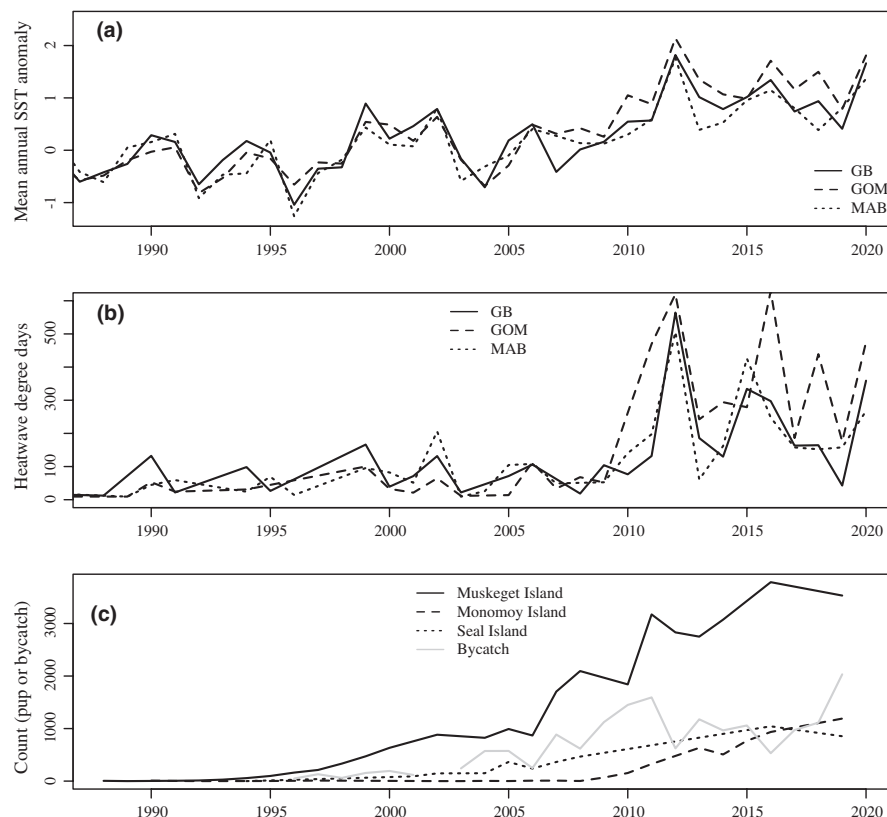 (a)
Mean annual SST anomaly
2
1
0
-1
GB
GOM
MAB
1990 1995 2000 2005 2010 2015 2020
(b)
Heatwave degree days
500
300
100
0
GB
GOM
MAB
1990 1995 2000 2005 2010 2015 2020
(c)
Count (pup or bycatch)
3000
2000
1000
0
Muskeget Island
Monomoy Island
Seal Island
Bycatch
1990 1995 2000 2005 2010 2015 2020